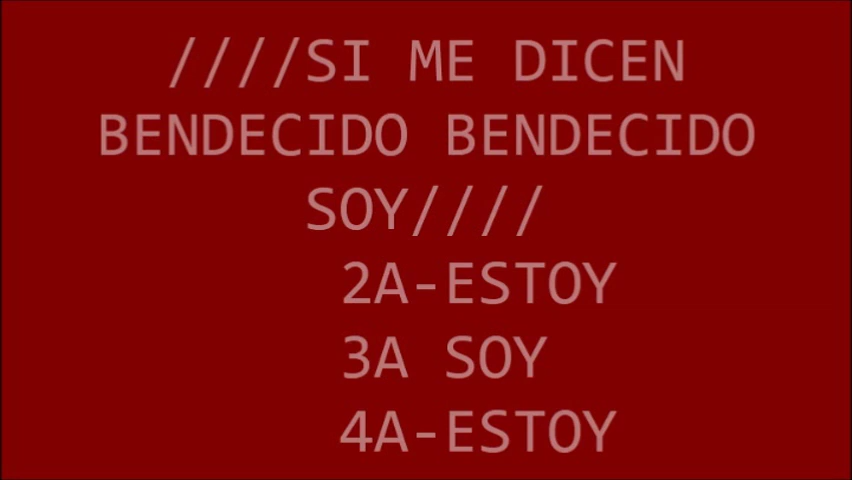 ////SI ME DICEN
BENDECIDO BENDECIDO
SOY////
2A-ESTOY
3A SOY
4A-ESTOY